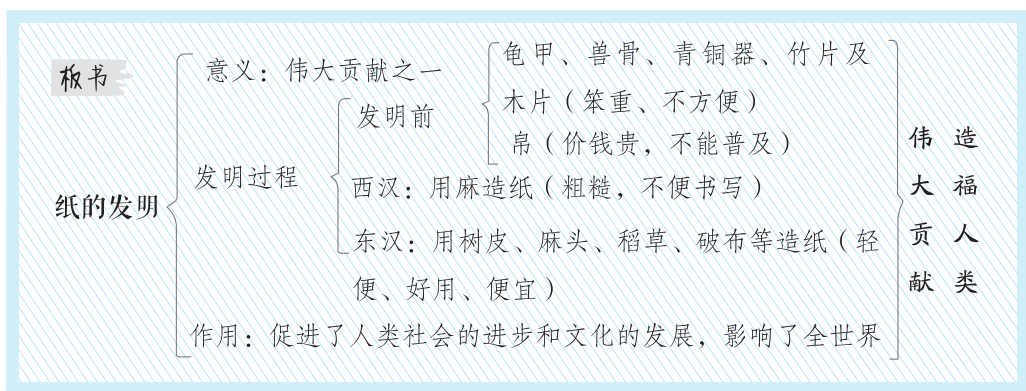 板书
纸的发明
意义：伟大贡献之一
发明过程
发明前
龟甲、兽骨、青铜器、竹片及
木片（笨重、不方便）
帛（价钱贵，不能普及）
西汉：用麻造纸（粗糙，不便书写）
东汉：用树皮、麻头、稻草、破布等造纸（轻
便、好用、便宜）
作用：促进了人类社会的进步和文化的发展，影响了全世界
伟大贡献
造福人类